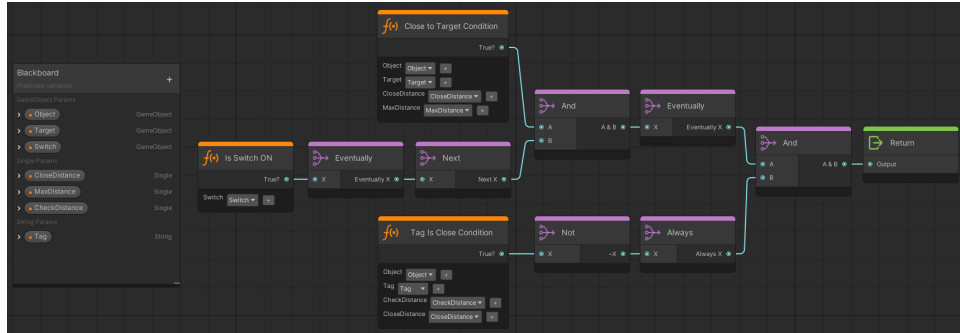 Blackboard
+
Predicate variables
GameObject Params
Object GameObject
Target GameObject
Switch GameObject
Single Params
CloseDistance Single
MaxDistance Single
CheckDistance Single
String Params
Tag String
f(•) Close to Target Condition
True?
Object Object +
Target Target +
CloseDistance CloseDistance +
MaxDistance MaxDistance +
f(•) Is Switch ON
True?
Switch Switch +
Eventually
X Eventually X
Next
X Next X
And
A A & B
B
Eventually
X Eventually X
f(•) Tag Is Close Condition
True?
Object Object +
Tag Tag +
CheckDistance CheckDistance +
CloseDistance CloseDistance +
Not
X ~X
Always
X Always X
And
A A & B
B
Return
Output